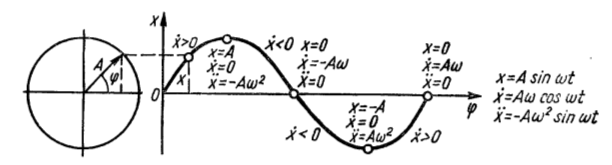 A
φ
x
0
ẋ>0
x
x=A
ẋ=0
ẍ=-Aω²
ẋ<0
x=0
ẋ=-Aω
ẍ=0
ẋ<0
x=-A
ẋ=0
ẍ=Aω²
ẋ>0
x=0
ẋ=Aω
ẍ=0
φ
x=A sin ωt
ẋ=Aω cos ωt
ẍ=-Aω² sin ωt